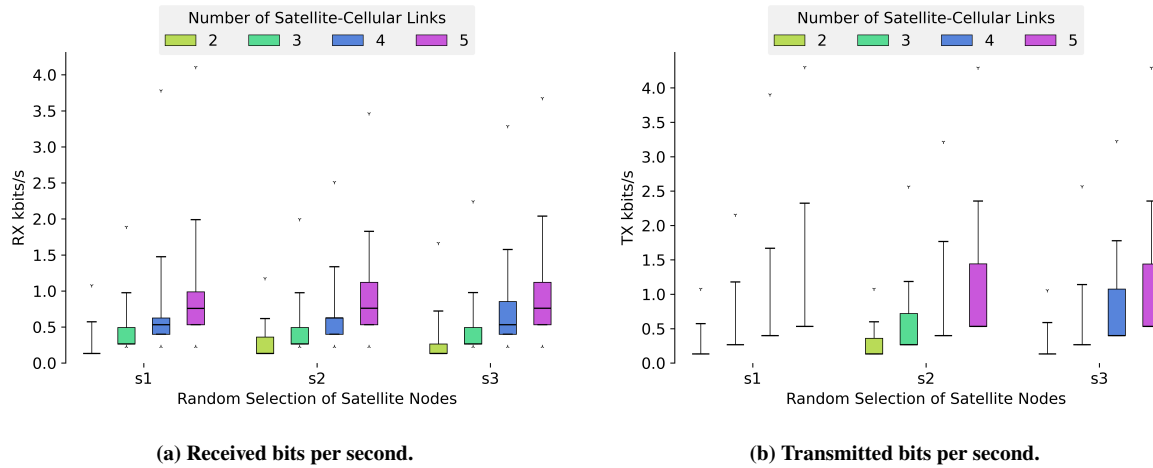 Number of Satellite-Cellular Links
2 3 4 5
4.0
3.5
3.0
2.5
2.0
1.5
1.0
0.5
0.0
RX kbits/s
s1 s2 s3
Random Selection of Satellite Nodes
(a) Received bits per second.
Number of Satellite-Cellular Links
2 3 4 5
4.5
4.0
3.5
3.0
2.5
2.0
1.5
1.0
0.5
0.0
TX kbits/s
s1 s2 s3
Random Selection of Satellite Nodes
(b) Transmitted bits per second.